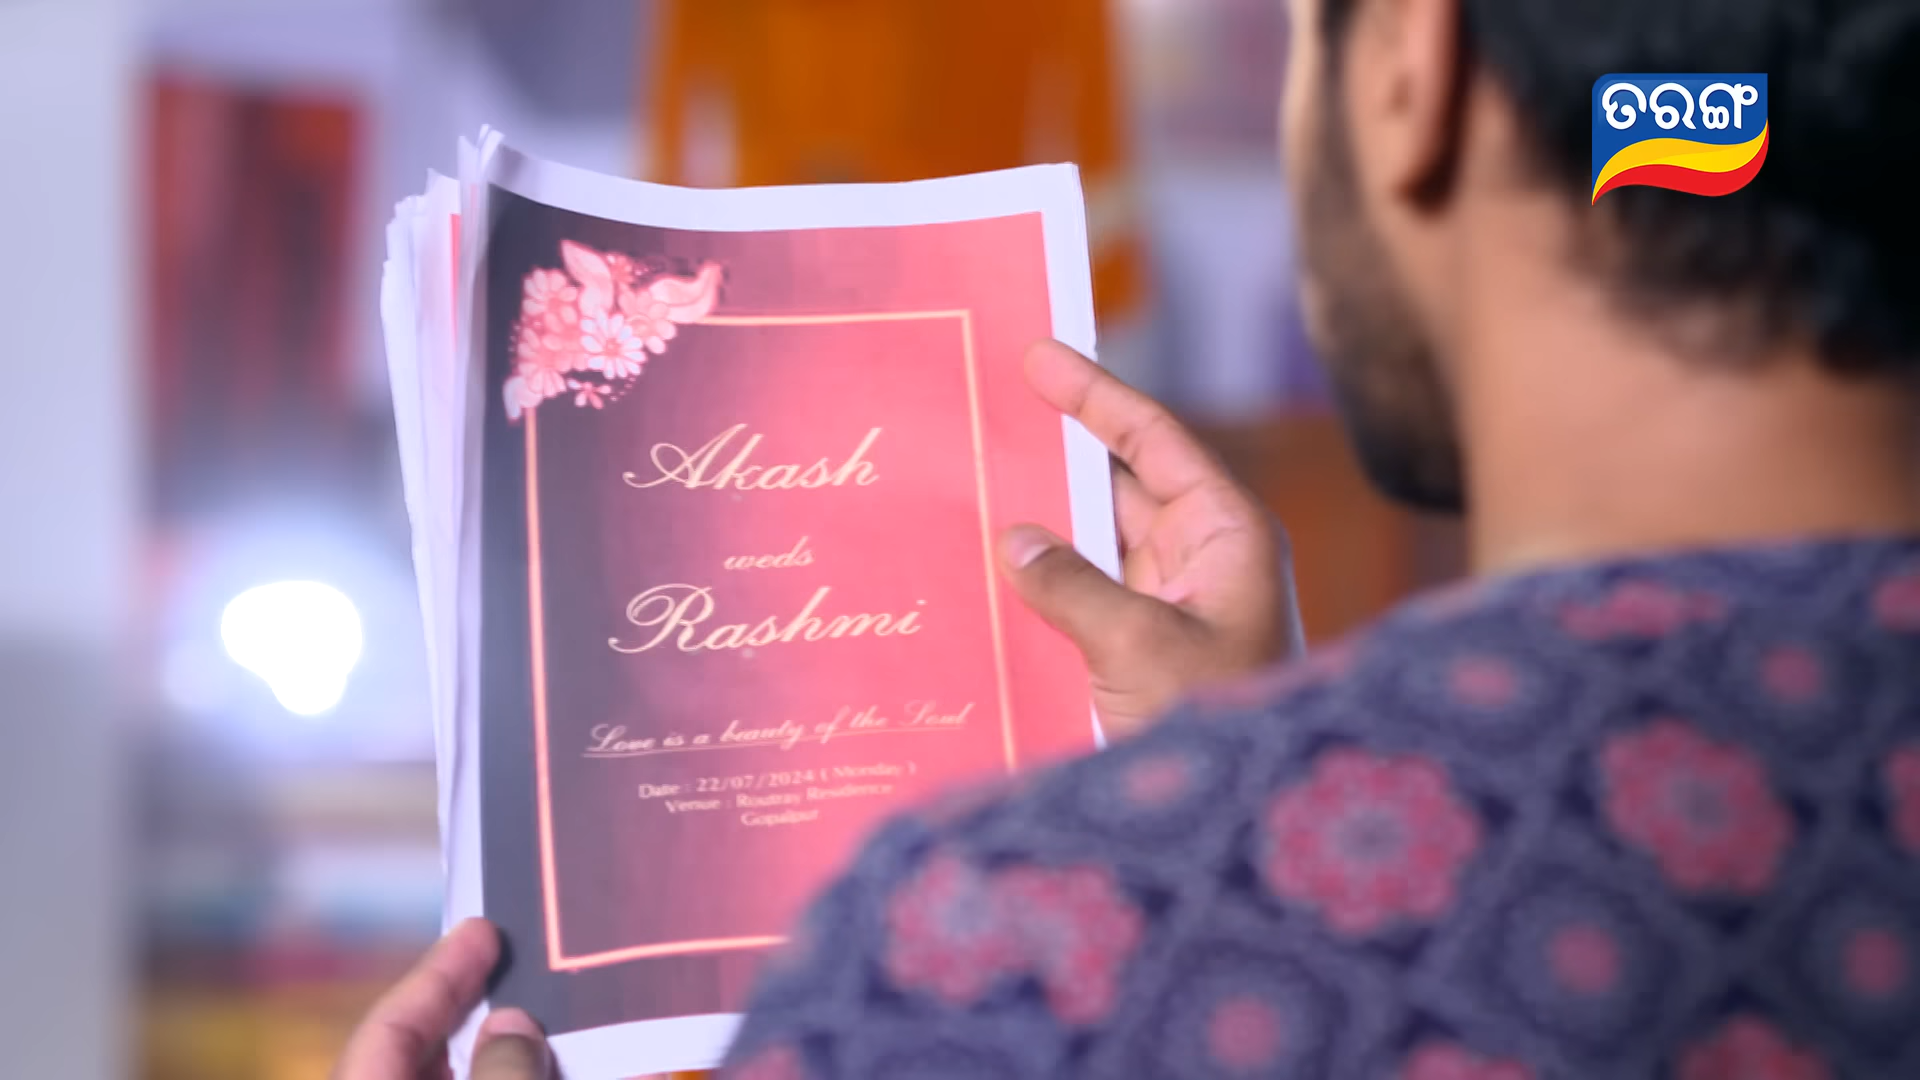 ତରଙ୍ଗ
Akash
weds
Rashmi
Love is a beauty of the Soul
Date : 22/07/2024 ( Monday )
Venue : Routray Residence
Gopalpur